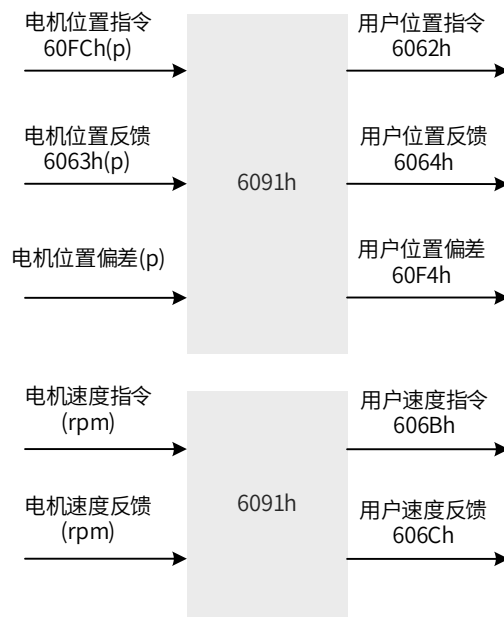 电机位置指令
60FCh(p)
用户位置指令
6062h
电机位置反馈
6063h(p)
6091h
用户位置反馈
6064h
电机位置偏差(p)
用户位置偏差
60F4h
电机速度指令
(rpm)
用户速度指令
606Bh
6091h
电机速度反馈
(rpm)
用户速度反馈
606Ch